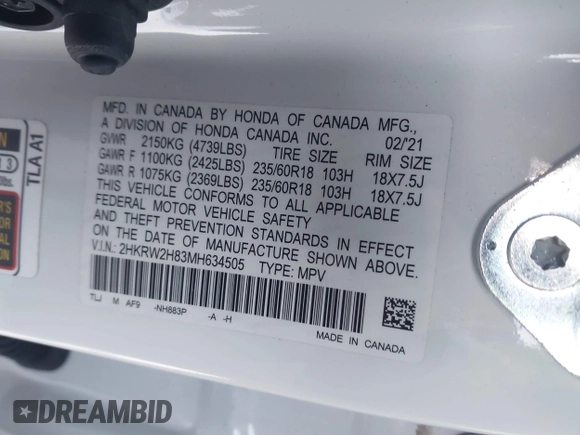 MFD. IN CANADA BY HONDA OF CANADA MFG.,
A DIVISION OF HONDA CANADA INC. 02/'21
GVWR 2150KG (4739LBS) TIRE SIZE RIM SIZE
GAWR F 1100KG (2425LBS) 235/60R18 103H 18X7.5J
GAWR R 1075KG (2369LBS) 235/60R18 103H 18X7.5J
THIS VEHICLE CONFORMS TO ALL APPLICABLE
FEDERAL MOTOR VEHICLE SAFETY
AND THEFT PREVENTION STANDARDS IN EFFECT
ON THE DATE OF MANUFACTURE SHOWN ABOVE.
V.I.N.: 2HKRW2H83MH634505 TYPE: MPV
TLJ M AF9 -NH883P -A -H
MADE IN CANADA
TLA A1
DREAMBID